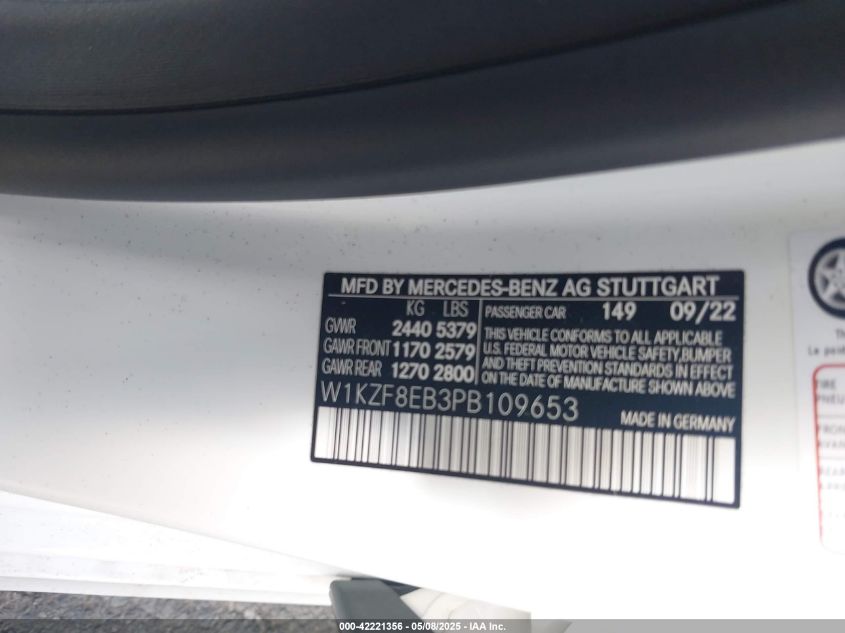 MFD BY MERCEDES-BENZ AG STUTTGART
KG LBS
GVWR 2440 5379
GAWR FRONT 1170 2579
GAWR REAR 1270 2800
PASSENGER CAR 149 09/22
THIS VEHICLE CONFORMS TO ALL APPLICABLE
U.S. FEDERAL MOTOR VEHICLE SAFETY, BUMPER
AND THEFT PREVENTION STANDARDS IN EFFECT
ON THE DATE OF MANUFACTURE SHOWN ABOVE
W1KZF8EB3PB109653
MADE IN GERMANY
Le
TIRE
000-42221356 - 05/08/2025 - IAA Inc.